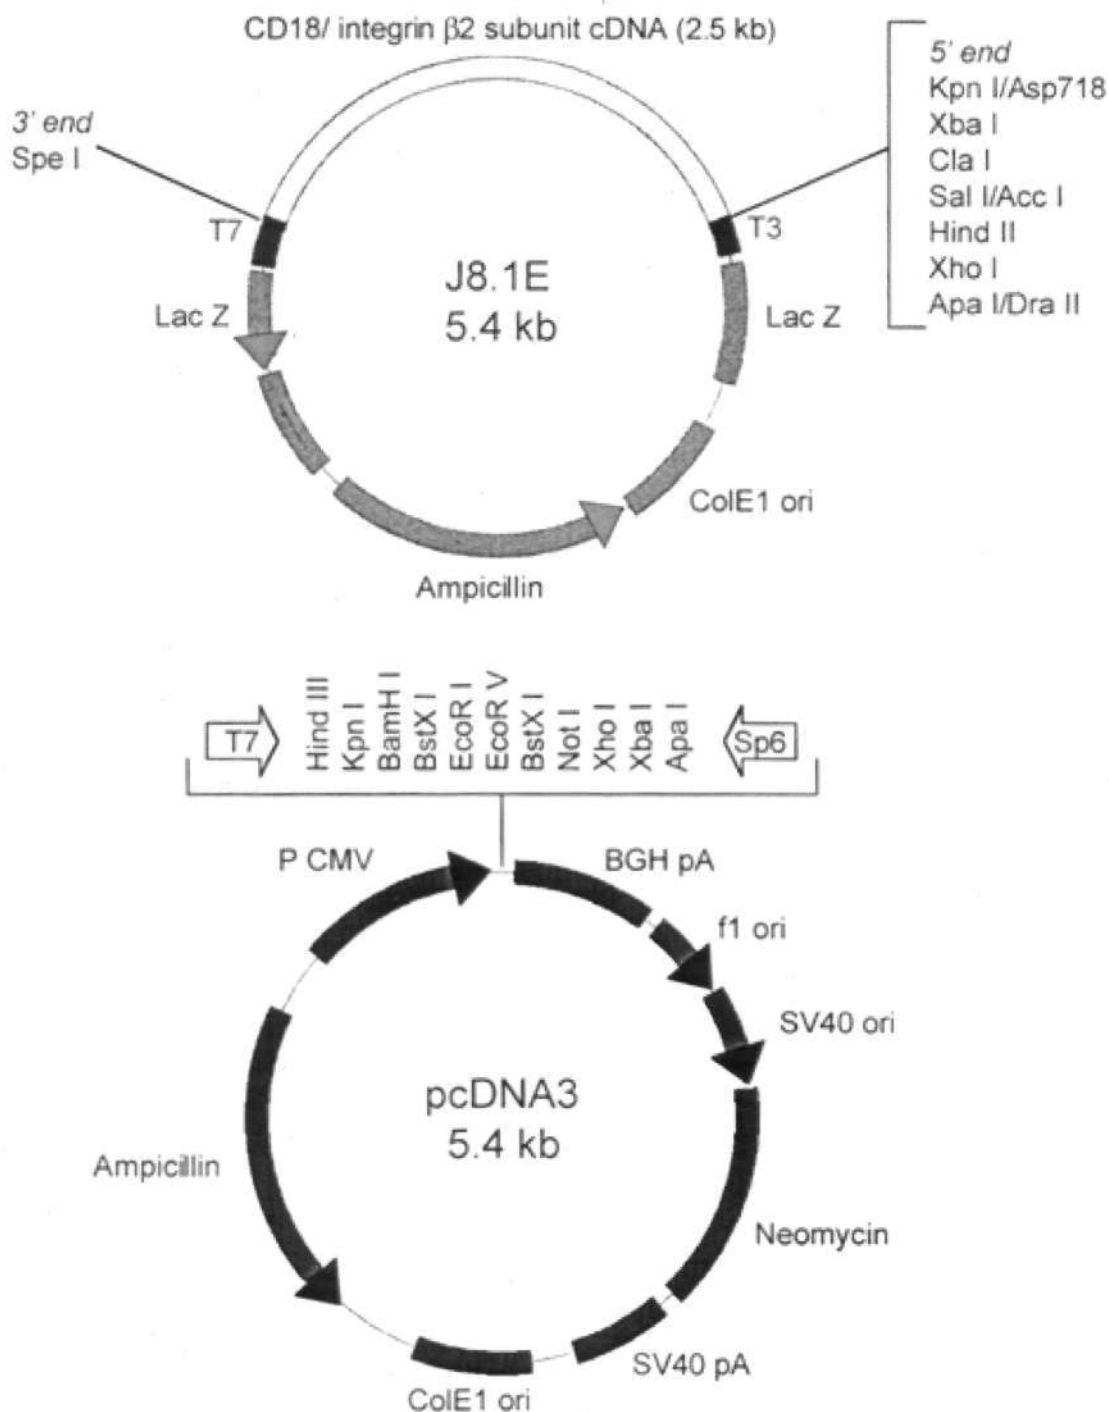 CD18/ integrin β2 subunit cDNA (2.5 kb)
5' end
Kpn I/Asp718
Xba I
Cla I
Sal I/Acc I
Hind II
Xho I
Apa I/Dra II
3' end
Spe I
T7
T3
J8.1E
5.4 kb
Lac Z
Lac Z
ColE1 ori
Ampicillin
T7
Hind III
Kpn I
BamH I
BstX I
EcoR I
EcoR V
BstX I
Not I
Xho I
Xba I
Apa I
Sp6
P CMV
BGH pA
f1 ori
SV40 ori
pcDNA3
5.4 kb
Ampicillin
Neomycin
SV40 pA
ColE1 ori